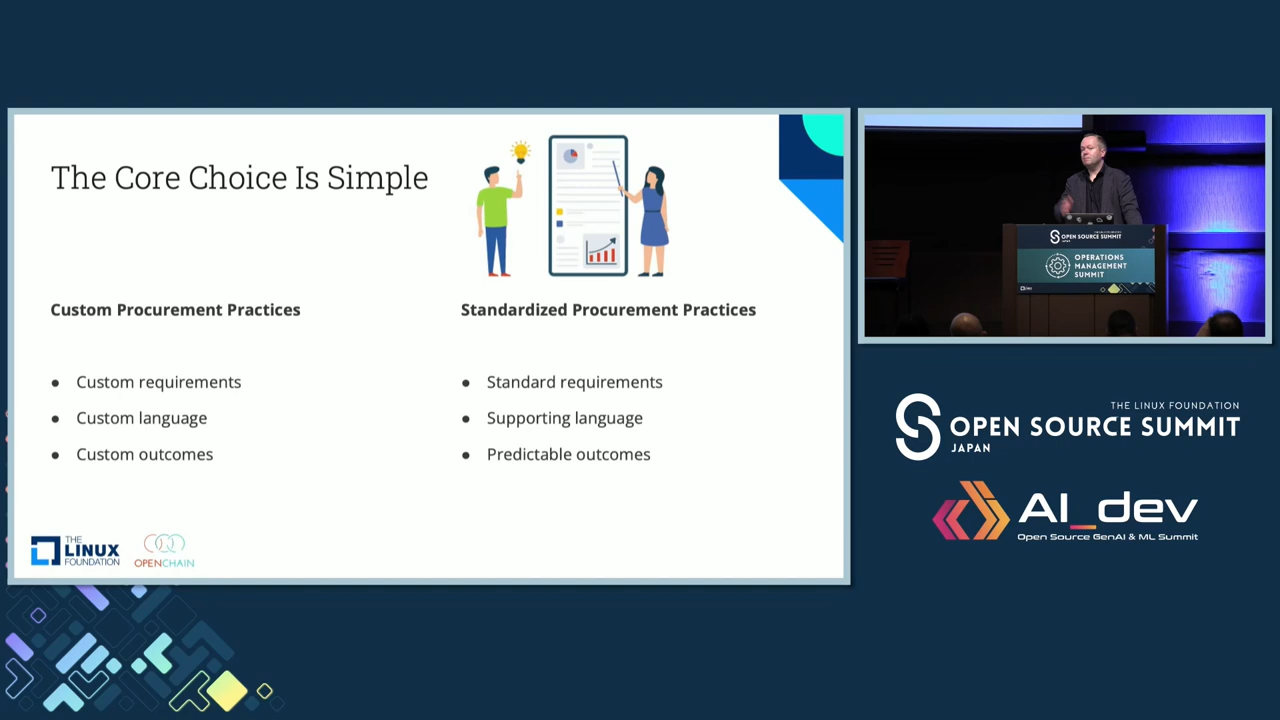 The Core Choice Is Simple
Custom Procurement Practices
Custom requirements
Custom language
Custom outcomes
Standardized Procurement Practices
Standard requirements
Supporting language
Predictable outcomes
THE
LINUX
FOUNDATION
OPENCHAIN
OPEN SOURCE SUMMIT
JAPAN
OPERATIONS
MANAGEMENT
SUMMIT
THE LINUX FOUNDATION
OPEN SOURCE SUMMIT
JAPAN
AI_dev
Open Source GenAI & ML Summit